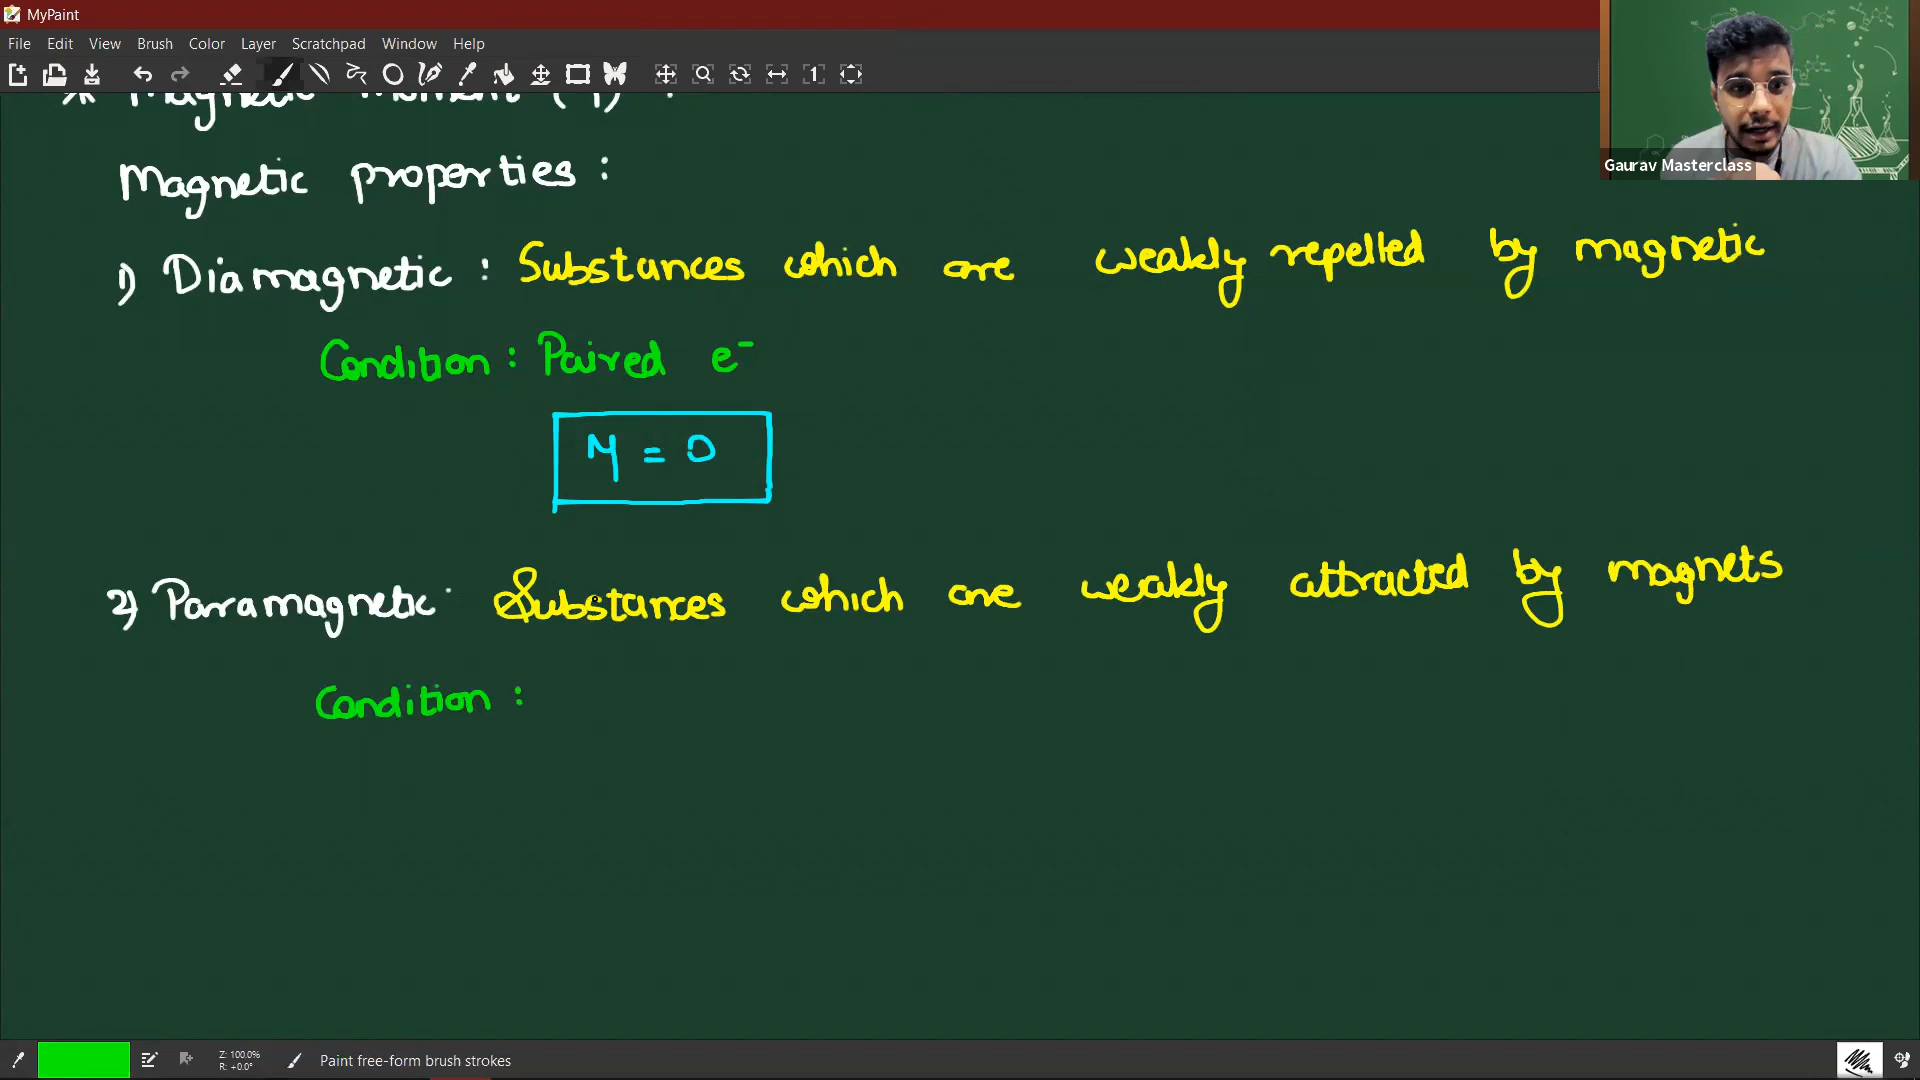 MyPaint
File Edit View Brush Color Layer Scratchpad Window Help
Magnetic Moment (μ) :
Gaurav Masterclass
Magnetic properties :
1) Diamagnetic : Substances which are weakly repelled by magnetic
Condition : Paired e⁻
μ = 0
2) Paramagnetic Substances which are weakly attracted by magnets
Condition :
Z: 100.0%
R: +0.0°
Paint free-form brush strokes